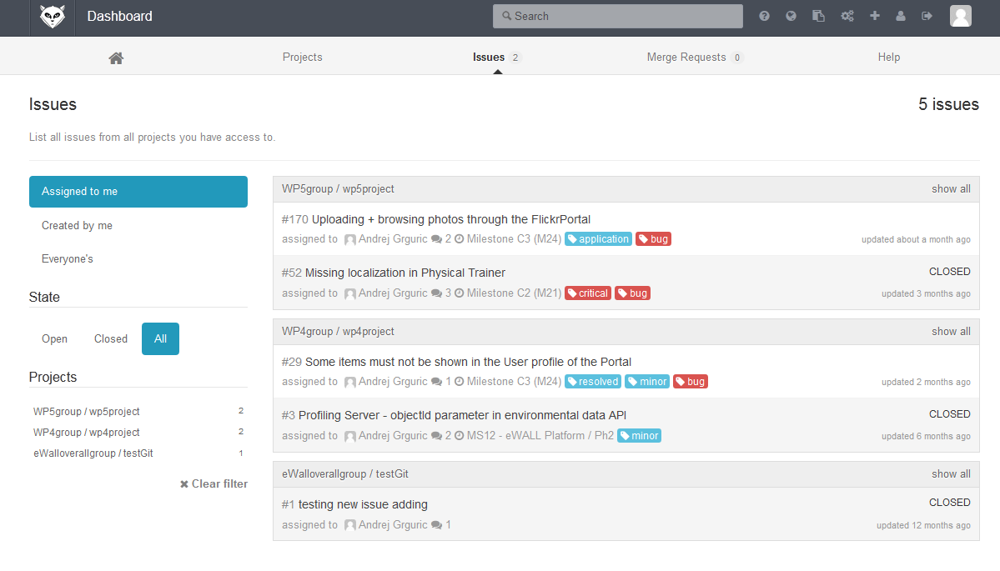 Dashboard
Search
Projects
Issues 2
Merge Requests 0
Help
Issues
5 issues
List all issues from all projects you have access to.
Assigned to me
Created by me
Everyone's
State
Open
Closed
All
Projects
WP5group / wp5project 2
WP4group / wp4project 2
eWalloverallgroup / testGit 1
Clear filter
WP5group / wp5project show all
#170 Uploading + browsing photos through the FlickrPortal
assigned to Andrej Grguric 2 Milestone C3 (M24) application bug updated about a month ago
#52 Missing localization in Physical Trainer CLOSED
assigned to Andrej Grguric 3 Milestone C2 (M21) critical bug updated 3 months ago
WP4group / wp4project show all
#29 Some items must not be shown in the User profile of the Portal
assigned to Andrej Grguric 1 Milestone C3 (M24) resolved minor bug updated 2 months ago
#3 Profiling Server - objectId parameter in environmental data API CLOSED
assigned to Andrej Grguric 2 MS12 - eWALL Platform / Ph2 minor updated 6 months ago
eWalloverallgroup / testGit show all
#1 testing new issue adding CLOSED
assigned to Andrej Grguric 1 updated 12 months ago